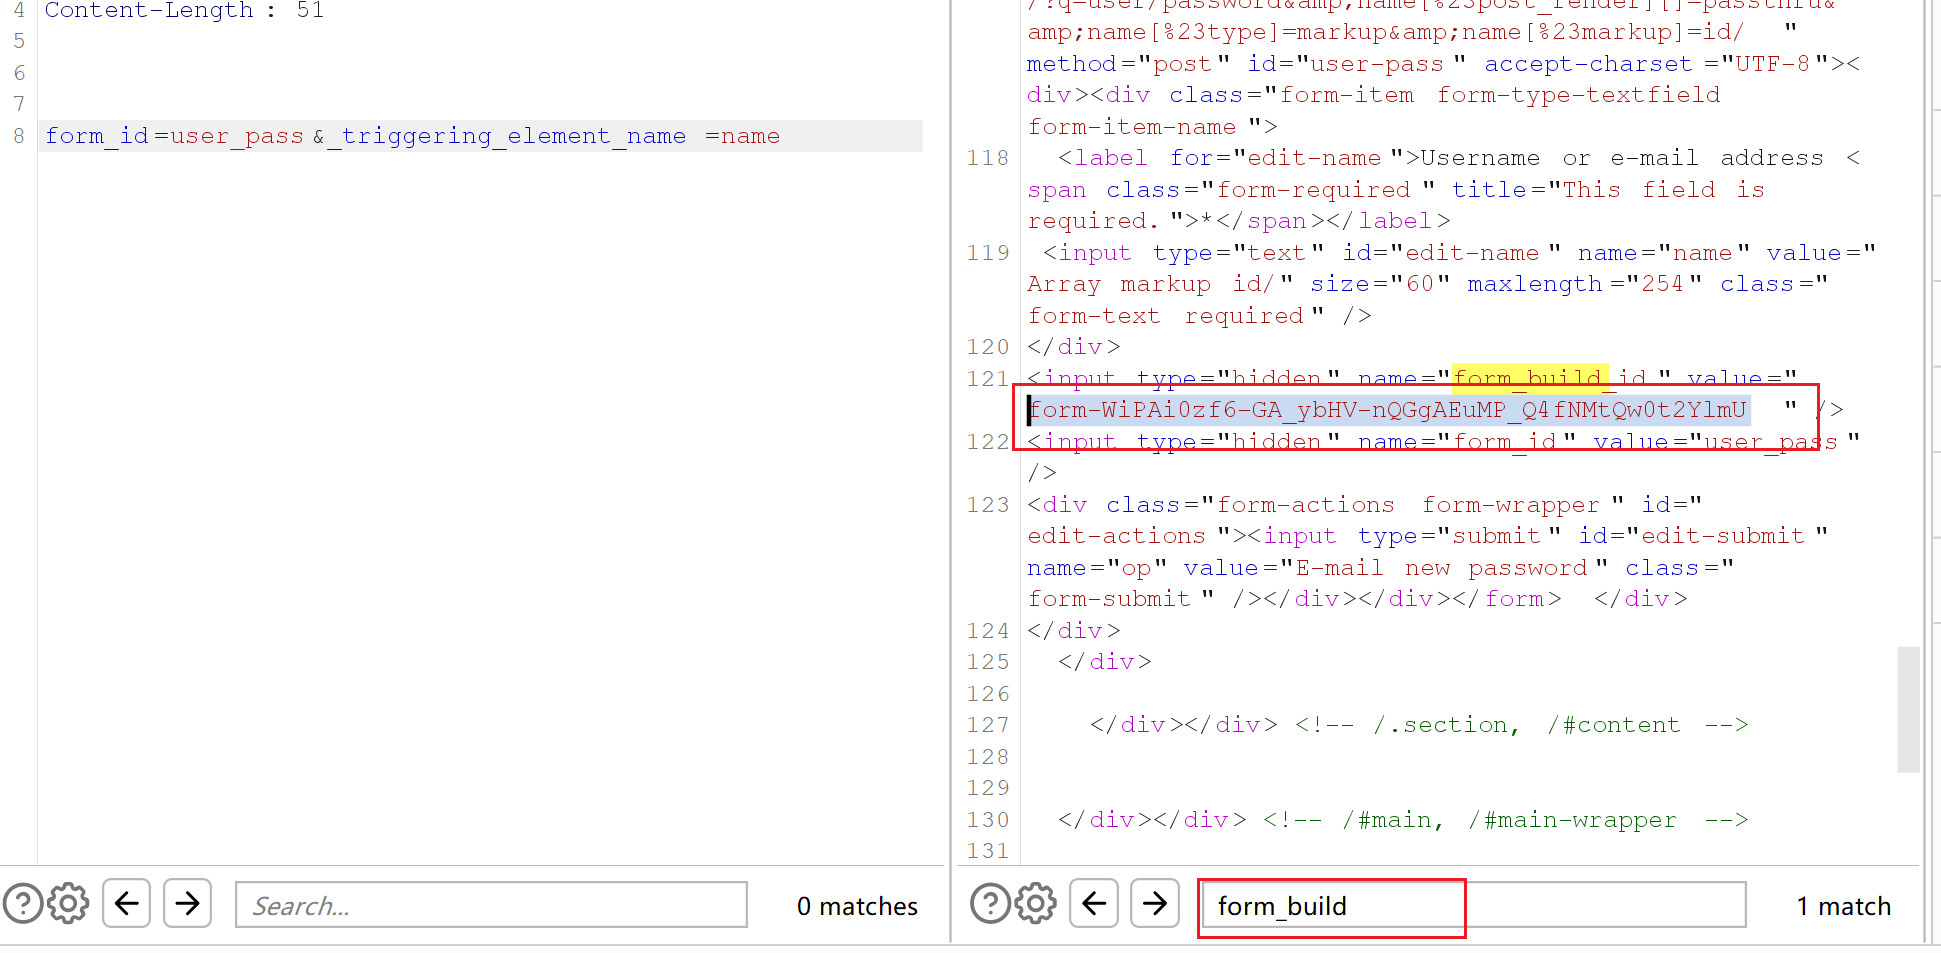 4 Content-Length : 51
5
6
7
8 form_id=user_pass&_triggering_element_name =name
/?q=user/password&amp;name[%23post_render][]=passthru&
amp;name[%23type]=markup&amp;name[%23markup]=id/ "
method="post" id="user-pass" accept-charset="UTF-8"><
div><div class="form-item form-type-textfield
form-item-name">
118 <label for="edit-name">Username or e-mail address <
span class="form-required" title="This field is
required.">*</span></label>
119 <input type="text" id="edit-name" name="name" value="
Array markup id/" size="60" maxlength="254" class="
form-text required" />
120 </div>
121 <input type="hidden" name="form_build_id" value="
form-WiPAi0zf6-GA_ybHV-nQGgAEuMP_Q4fNMtQw0t2YlmU " />
122 <input type="hidden" name="form_id" value="user_pass"
/>
123 <div class="form-actions form-wrapper" id="
edit-actions"><input type="submit" id="edit-submit"
name="op" value="E-mail new password" class="
form-submit" /></div></div></form> </div>
124 </div>
125 </div>
126
127 </div></div> <!-- /.section, /#content -->
128
129
130 </div></div> <!-- /#main, /#main-wrapper -->
131
Search... 0 matches
form_build 1 match